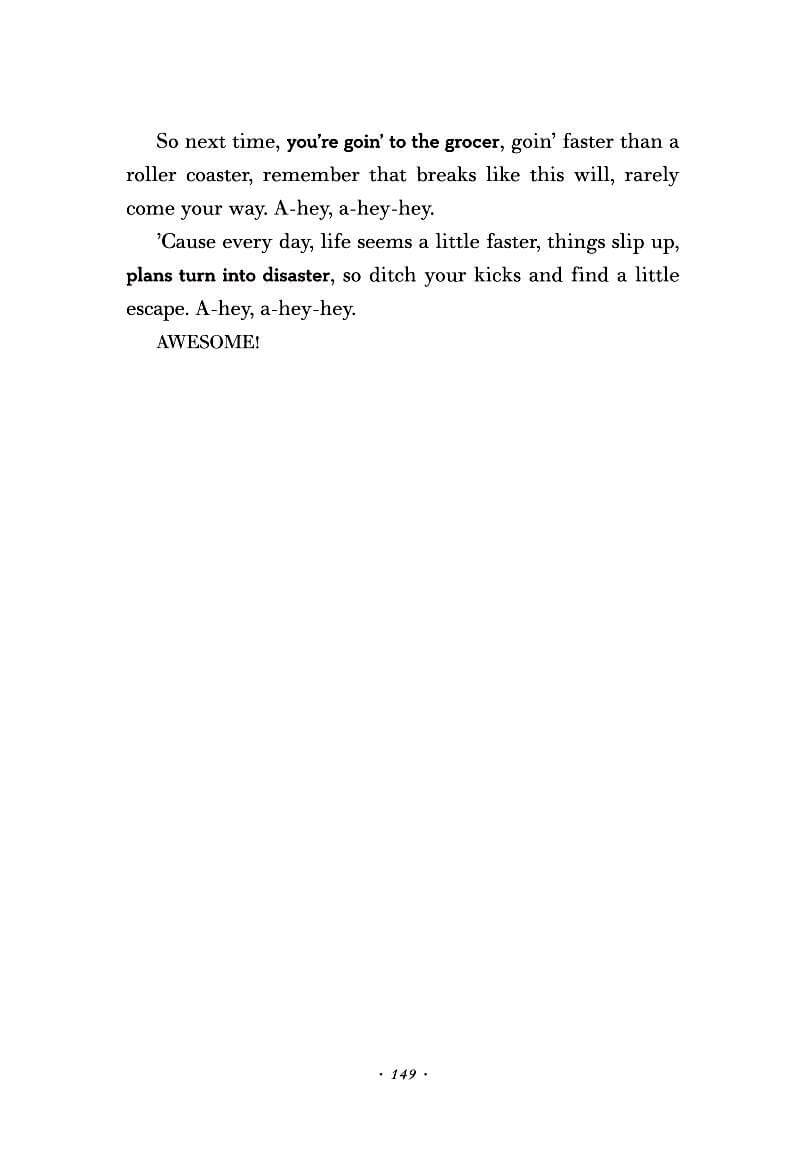 So next time, you’re goin’ to the grocer, goin’ faster than a
roller coaster, remember that breaks like this will, rarely
come your way. A-hey, a-hey-hey.
’Cause every day, life seems a little faster, things slip up,
plans turn into disaster, so ditch your kicks and find a little
escape. A-hey, a-hey-hey.
AWESOME!
· 149 ·